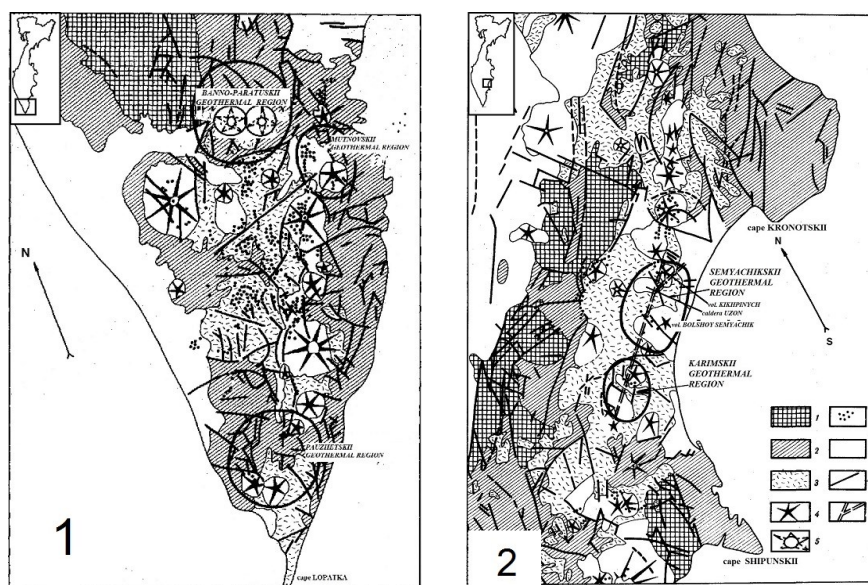 BANNO-PARATUSKII
GEOTHERMAL REGION
MUTNOVSKII
GEOTHERMAL REGION
N
PAUZHETSKII
GEOTHERMAL REGION
1
cape LOPATKA
cape KRONOTSKII
N
SEMYACHIKSKII
GEOTHERMAL
REGION
vol. KIKHPINYCH
caldera UZON
vol. BOLSHOY SEMYACHIK
S
KARIMSKII
GEOTHERMAL
REGION
1
2
3
4
5
2
cape SHIPUNSKII